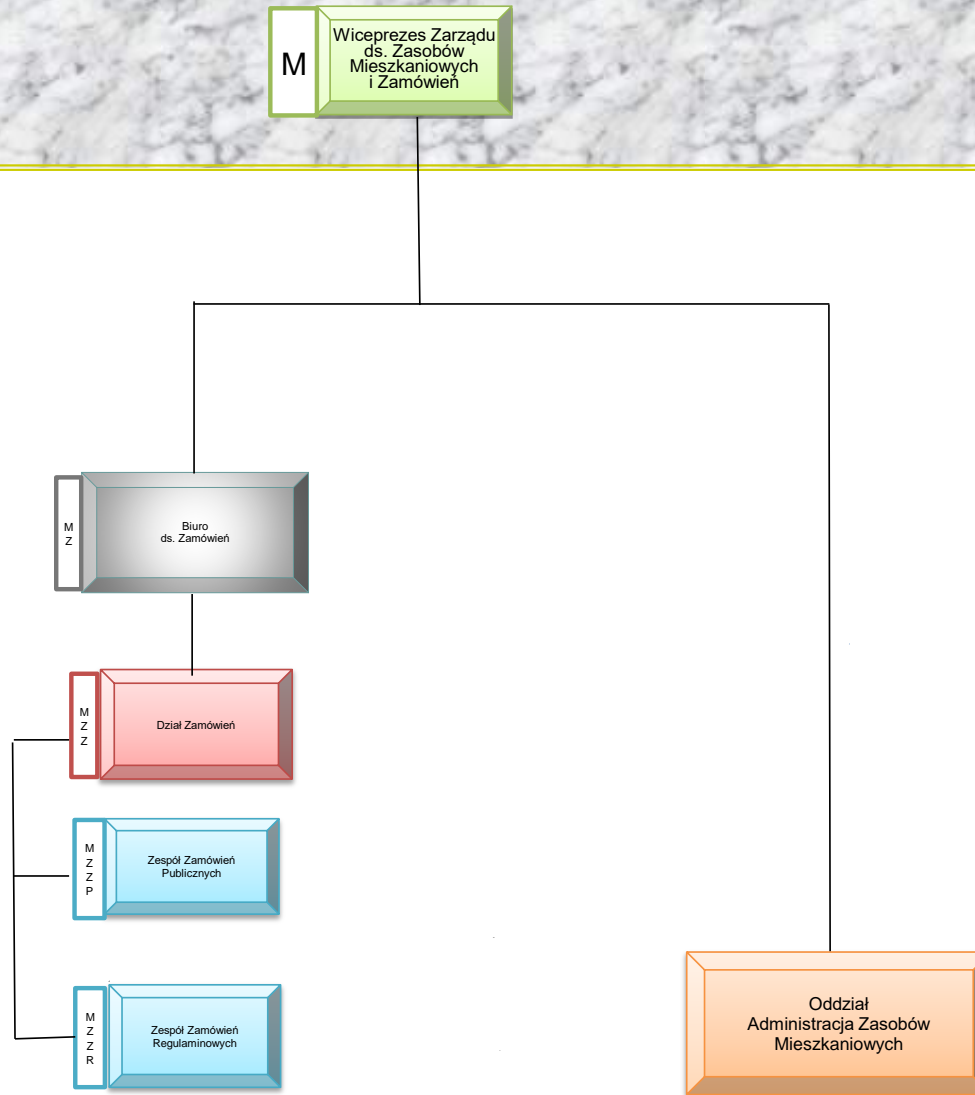 M
Wiceprezes Zarządu
ds. Zasobów
Mieszkaniowych
i Zamówień
M
Z
Biuro
ds. Zamówień
M
Z
Z
Dział Zamówień
M
Z
Z
P
Zespół Zamówień
Publicznych
M
Z
Z
R
Zespół Zamówień
Regulaminowych
Oddział
Administracja Zasobów
Mieszkaniowych